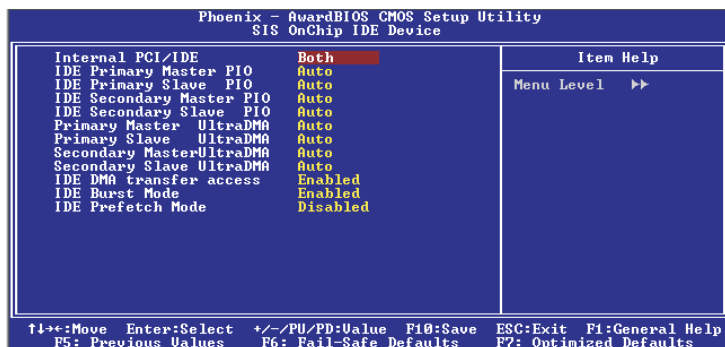 Phoenix - AwardBIOS CMOS Setup Utility
SIS OnChip IDE Device
Internal PCI/IDE Both
IDE Primary Master PIO Auto
IDE Primary Slave PIO Auto
IDE Secondary Master PIO Auto
IDE Secondary Slave PIO Auto
Primary Master UltraDMA Auto
Primary Slave UltraDMA Auto
Secondary MasterUltraDMA Auto
Secondary Slave UltraDMA Auto
IDE DMA transfer access Enabled
IDE Burst Mode Enabled
IDE Prefetch Mode Disabled
Item Help
Menu Level ►►
↑↓→←:Move Enter:Select +/-/PU/PD:Value F10:Save ESC:Exit F1:General Help
F5: Previous Values F6: Fail-Safe Defaults F7: Optimized Defaults